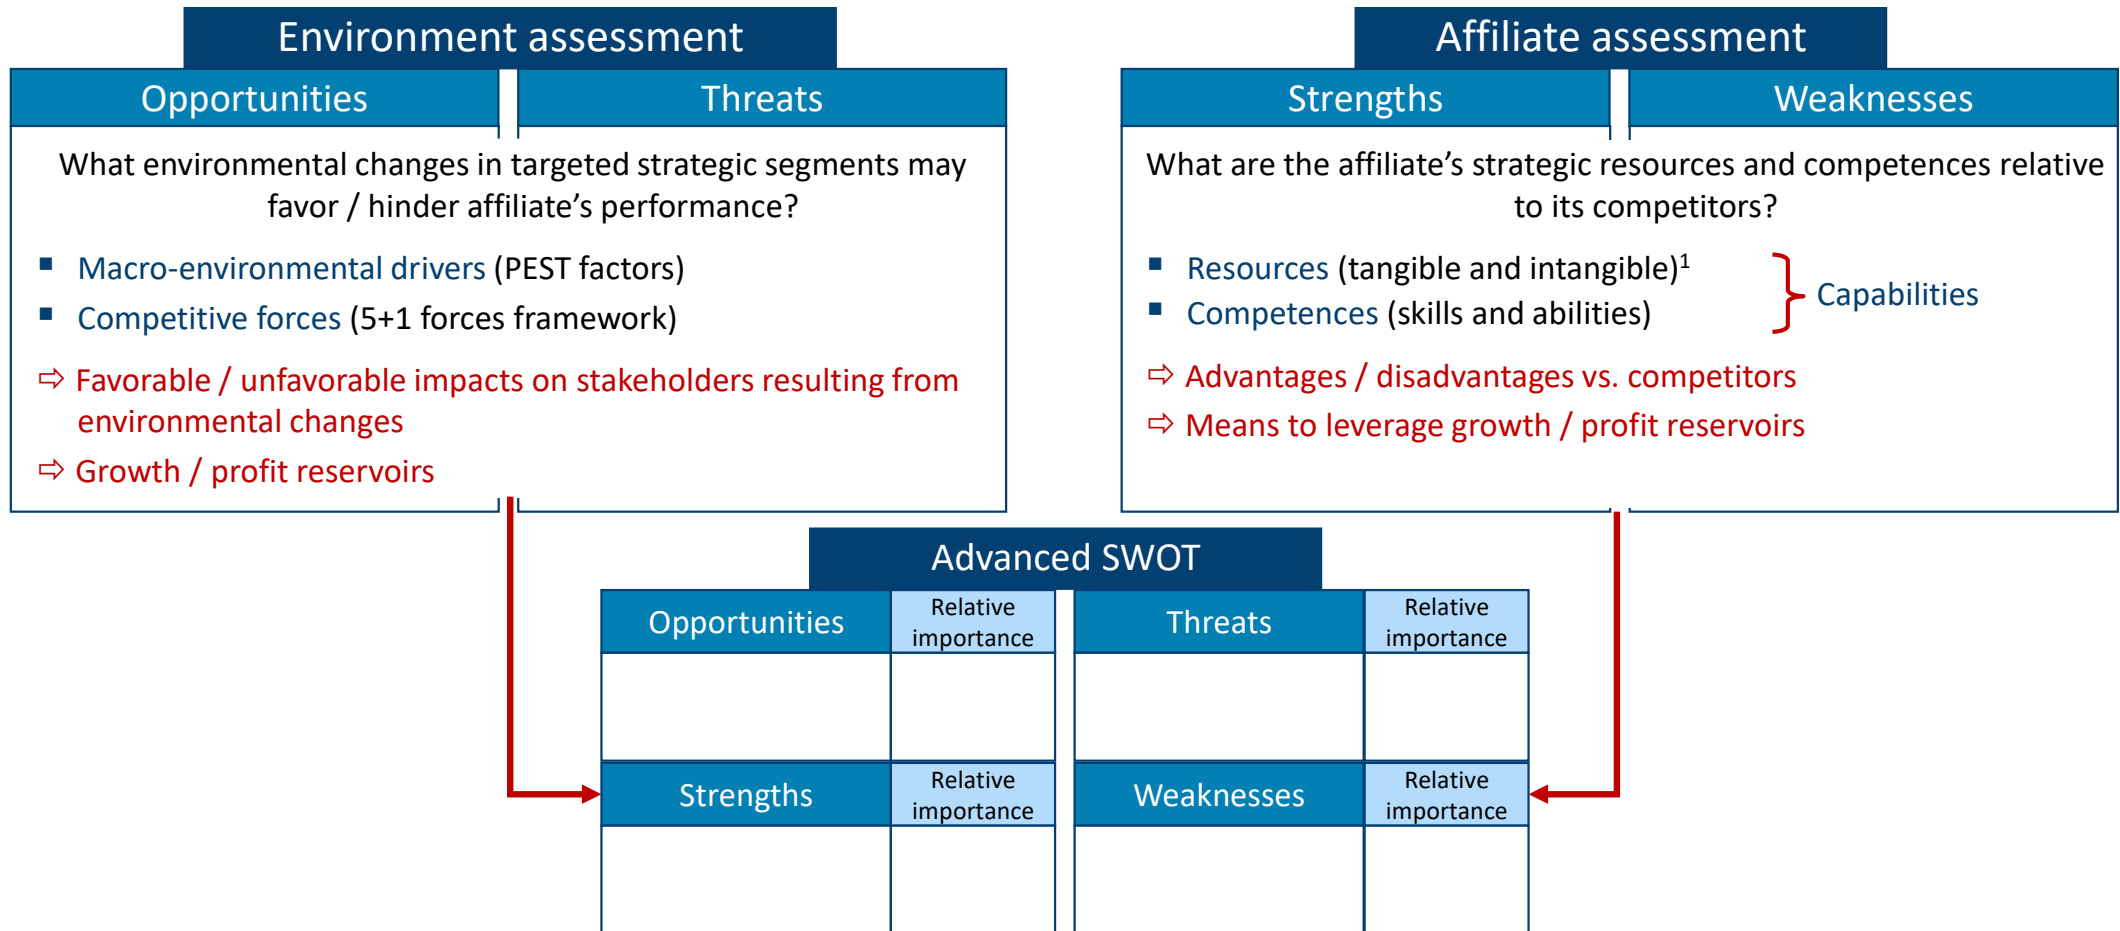 Environment assessment
Opportunities
Threats
What environmental changes in targeted strategic segments may
favor / hinder affiliate’s performance?
▪ Macro-environmental drivers (PEST factors)
▪ Competitive forces (5+1 forces framework)
⇨ Favorable / unfavorable impacts on stakeholders resulting from
environmental changes
⇨ Growth / profit reservoirs
Affiliate assessment
Strengths
Weaknesses
What are the affiliate’s strategic resources and competences relative
to its competitors?
▪ Resources (tangible and intangible)¹
▪ Competences (skills and abilities)
Capabilities
⇨ Advantages / disadvantages vs. competitors
⇨ Means to leverage growth / profit reservoirs
Advanced SWOT
Opportunities
Relative
importance
Threats
Relative
importance
Strengths
Relative
importance
Weaknesses
Relative
importance